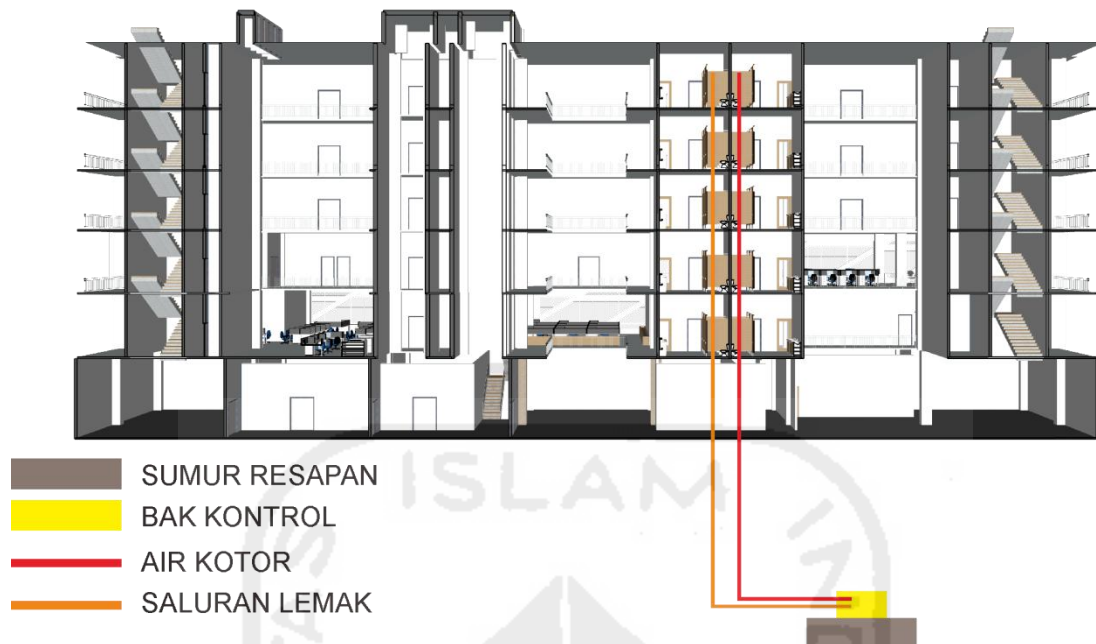 SUMUR RESAPAN
BAK KONTROL
AIR KOTOR
SALURAN LEMAK
ISLAM